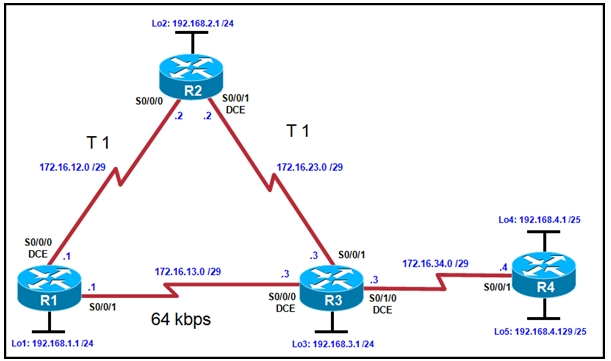 Lo2: 192.168.2.1 /24
R2
S0/0/0
S0/0/1
DCE
.2
.2
T 1
T 1
172.16.12.0 /29
172.16.23.0 /29
Lo4: 192.168.4.1 /25
S0/0/0
DCE
.1
S0/0/1
.3
172.16.34.0 /29
.4
R1
.1
S0/0/1
172.16.13.0 /29
.3
S0/0/0
DCE
R3
.3
S0/1/0
DCE
S0/0/1
R4
64 kbps
Lo1: 192.168.1.1 /24
Lo3: 192.168.3.1 /24
Lo5: 192.168.4.129 /25